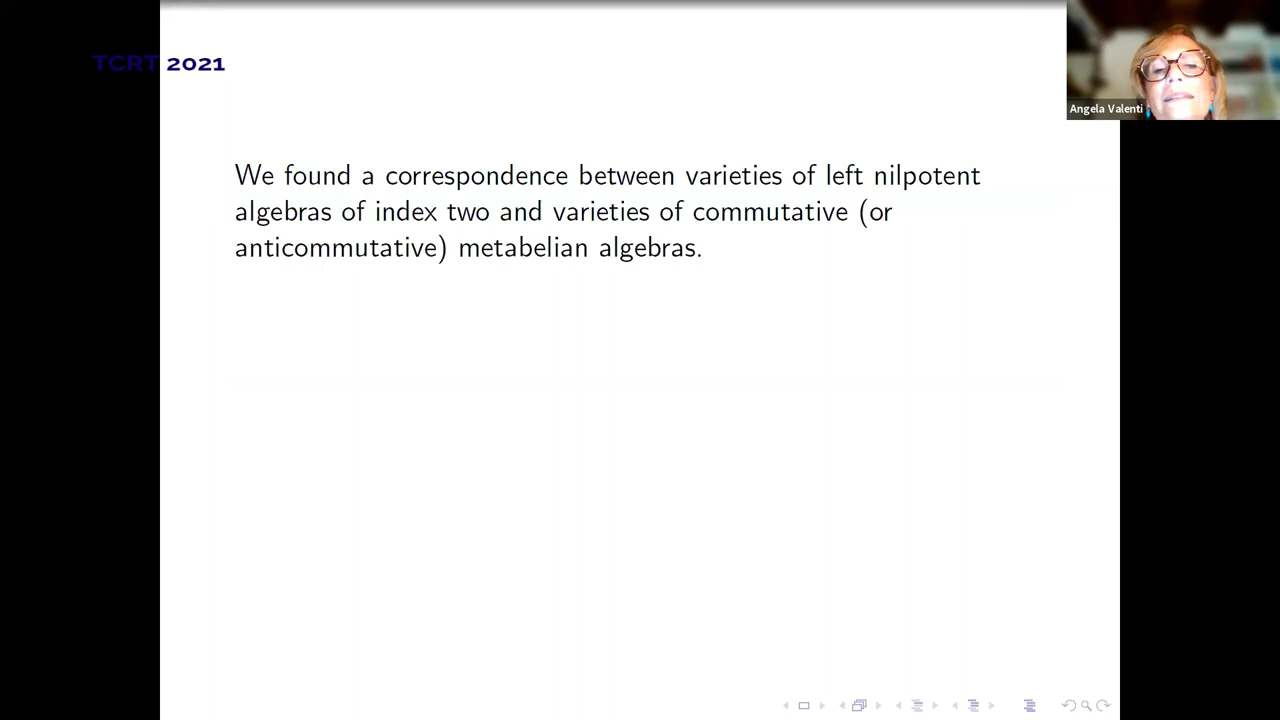 TCRT 2021
Angela Valenti
We found a correspondence between varieties of left nilpotent
algebras of index two and varieties of commutative (or
anticommutative) metabelian algebras.